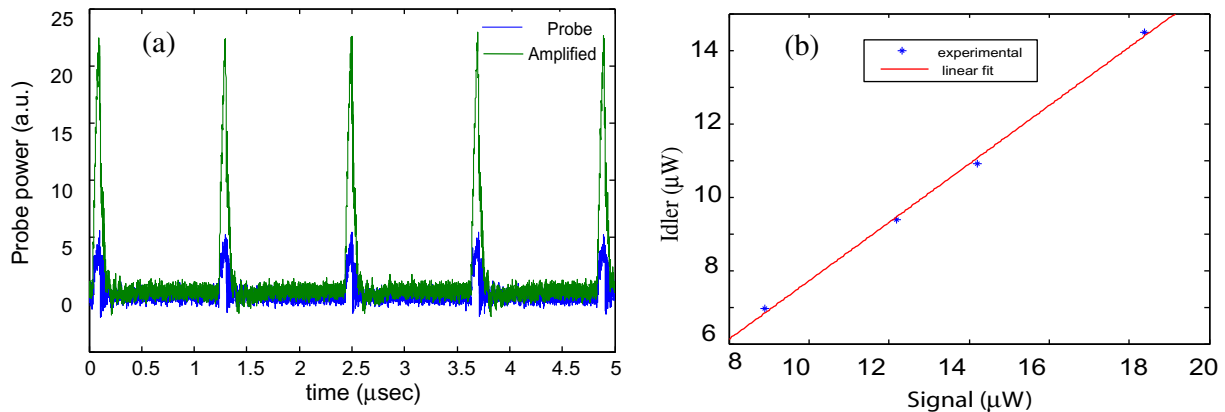 (a)
Probe
Amplified
Probe power (a.u.)
25
20
15
10
5
0
0 0.5 1 1.5 2 2.5 3 3.5 4 4.5 5
time (μsec)
(b)
experimental
linear fit
Idler (μW)
14
12
10
8
6
8 10 12 14 16 18 20
Signal (μW)